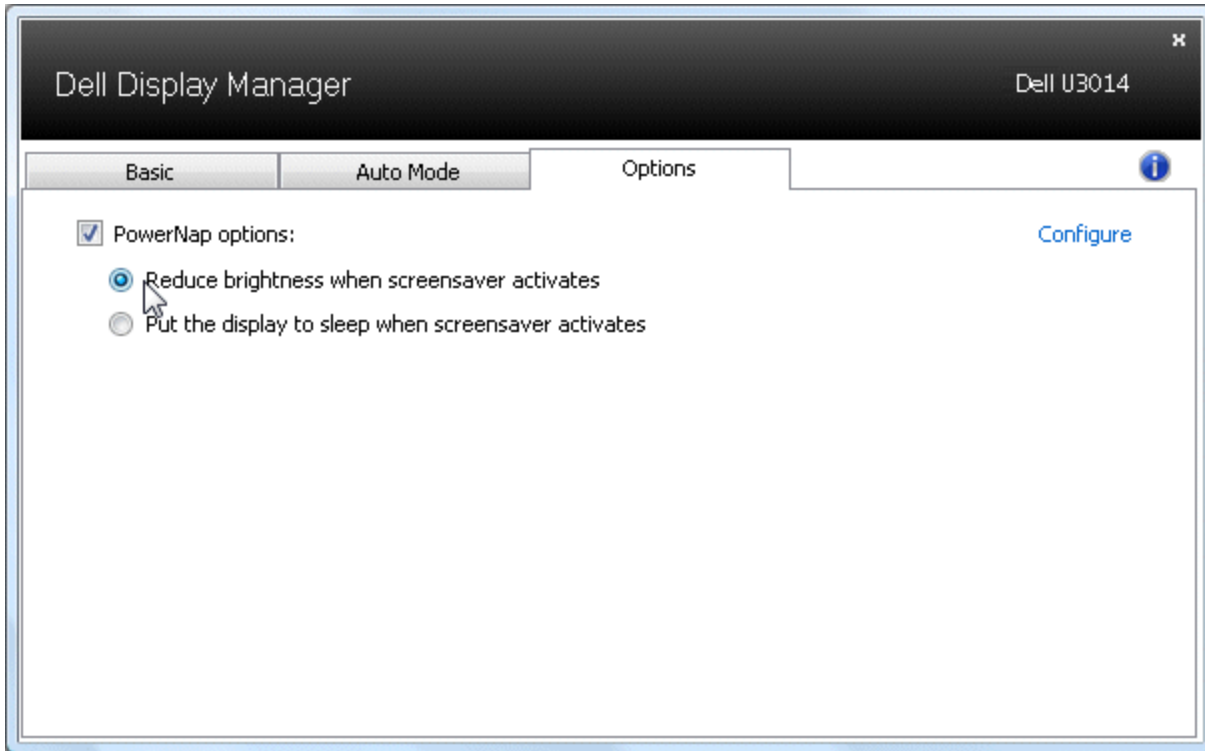 Dell Display Manager
Dell U3014
Basic
Auto Mode
Options
PowerNap options:
Configure
Reduce brightness when screensaver activates
Put the display to sleep when screensaver activates